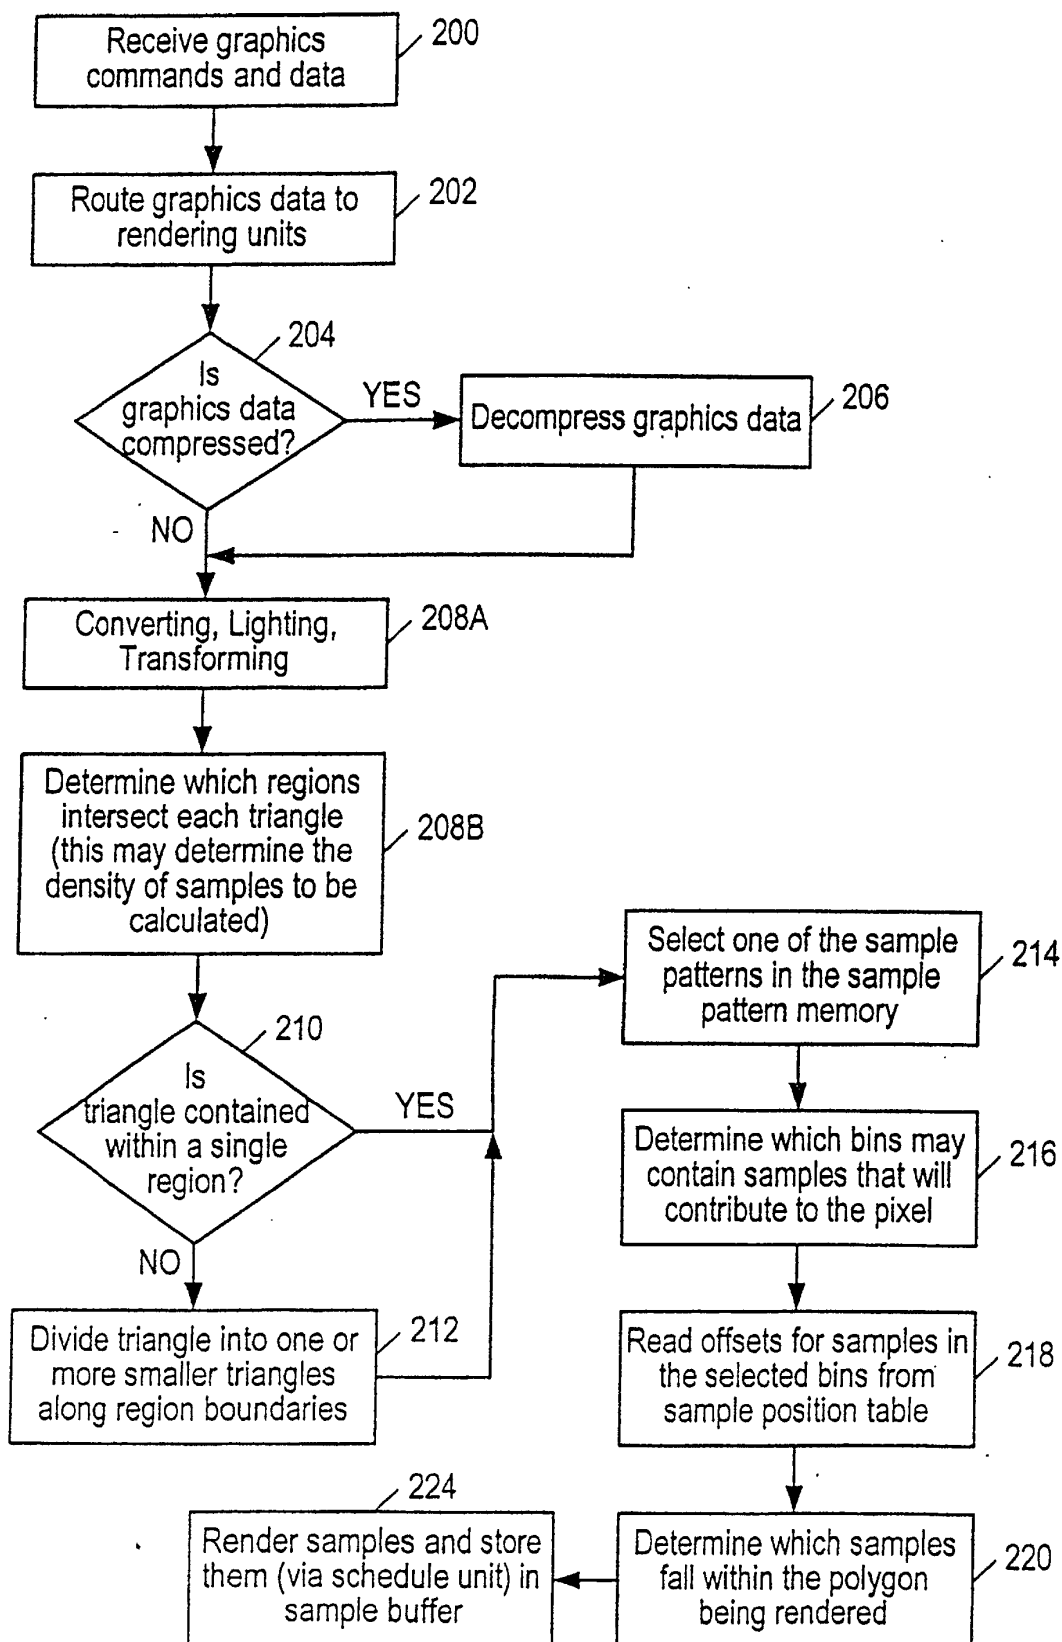 Receive graphics
commands and data
200
Route graphics data to
rendering units
202
204
Is
graphics data
compressed?
YES
Decompress graphics data
206
NO
Converting, Lighting,
Transforming
208A
Determine which regions
intersect each triangle
(this may determine the
density of samples to be
calculated)
208B
210
Is
triangle contained
within a single
region?
YES
NO
Divide triangle into one or
more smaller triangles
along region boundaries
212
Select one of the sample
patterns in the sample
pattern memory
214
Determine which bins may
contain samples that will
contribute to the pixel
216
Read offsets for samples in
the selected bins from
sample position table
218
Determine which samples
fall within the polygon
being rendered
220
224
Render samples and store
them (via schedule unit) in
sample buffer